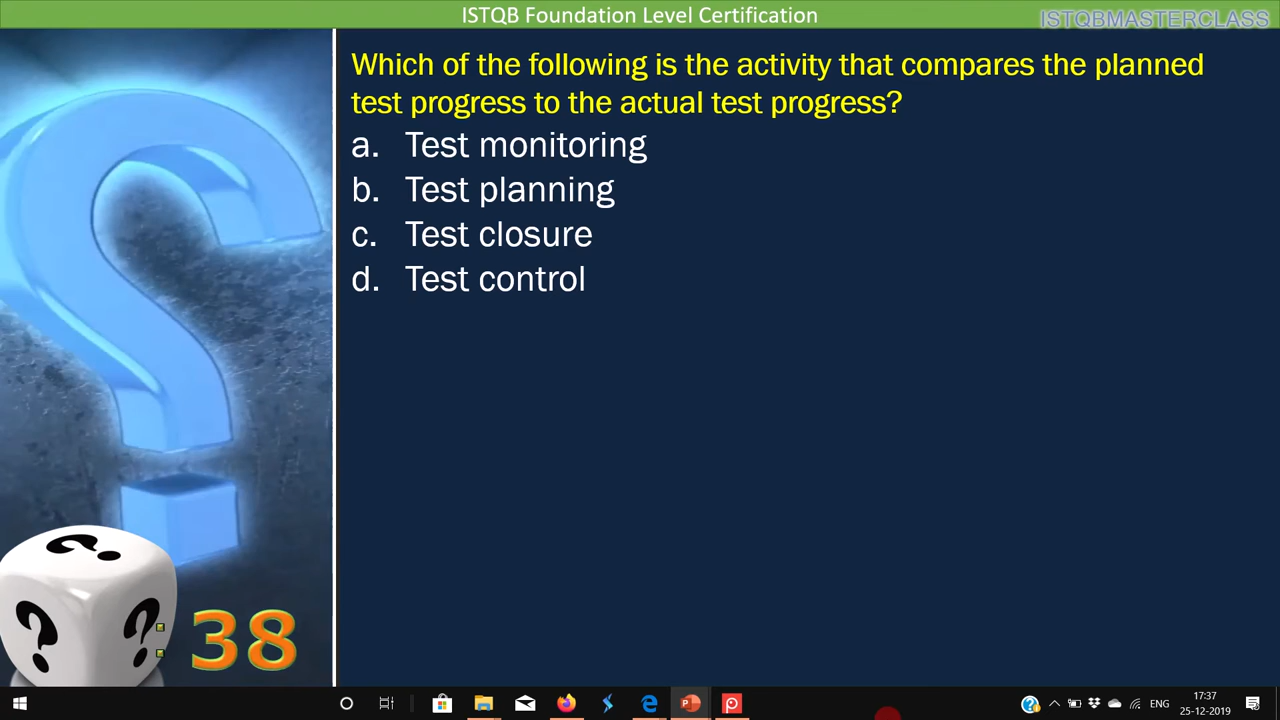 ISTQB Foundation Level Certification
ISTQBMASTERCLASS
Which of the following is the activity that compares the planned
test progress to the actual test progress?
a. Test monitoring
b. Test planning
c. Test closure
d. Test control
38
ENG
17:37
25-12-2019